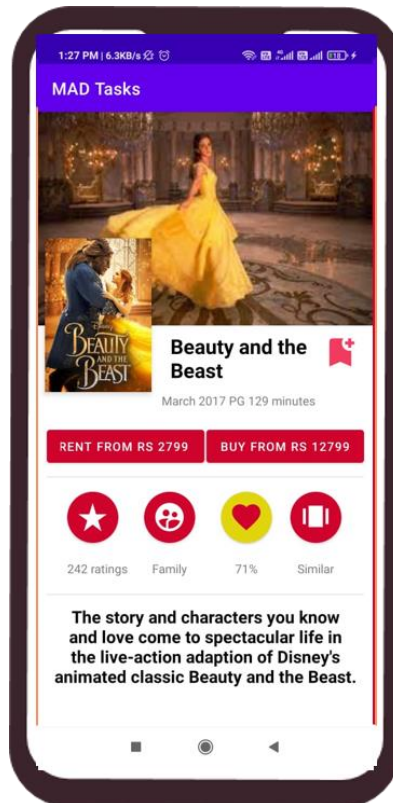 1:27 PM | 6.3KB/s
MAD Tasks
Disney
BEAUTY
AND THE
BEAST
Beauty and the
Beast
March 2017 PG 129 minutes
RENT FROM RS 2799 BUY FROM RS 12799
242 ratings Family 71% Similar
The story and characters you know
and love come to spectacular life in
the live-action adaption of Disney's
animated classic Beauty and the Beast.